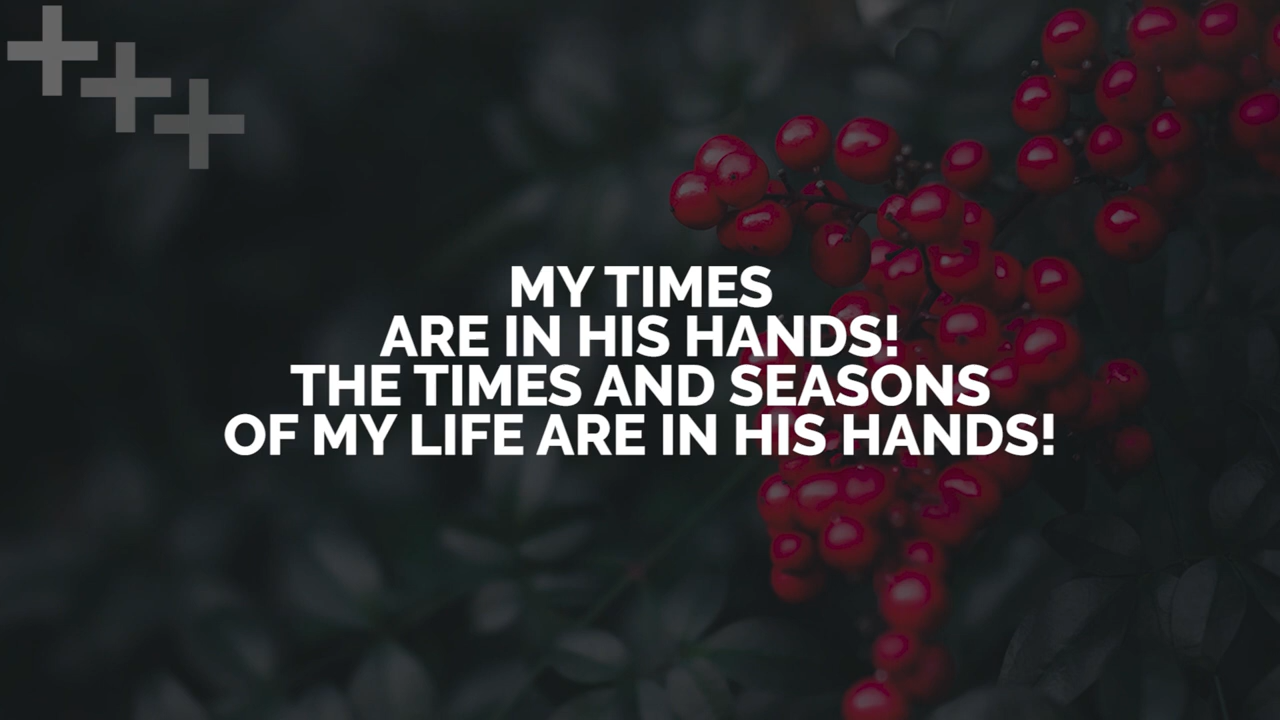 MY TIMES
ARE IN HIS HANDS!
THE TIMES AND SEASONS
OF MY LIFE ARE IN HIS HANDS!